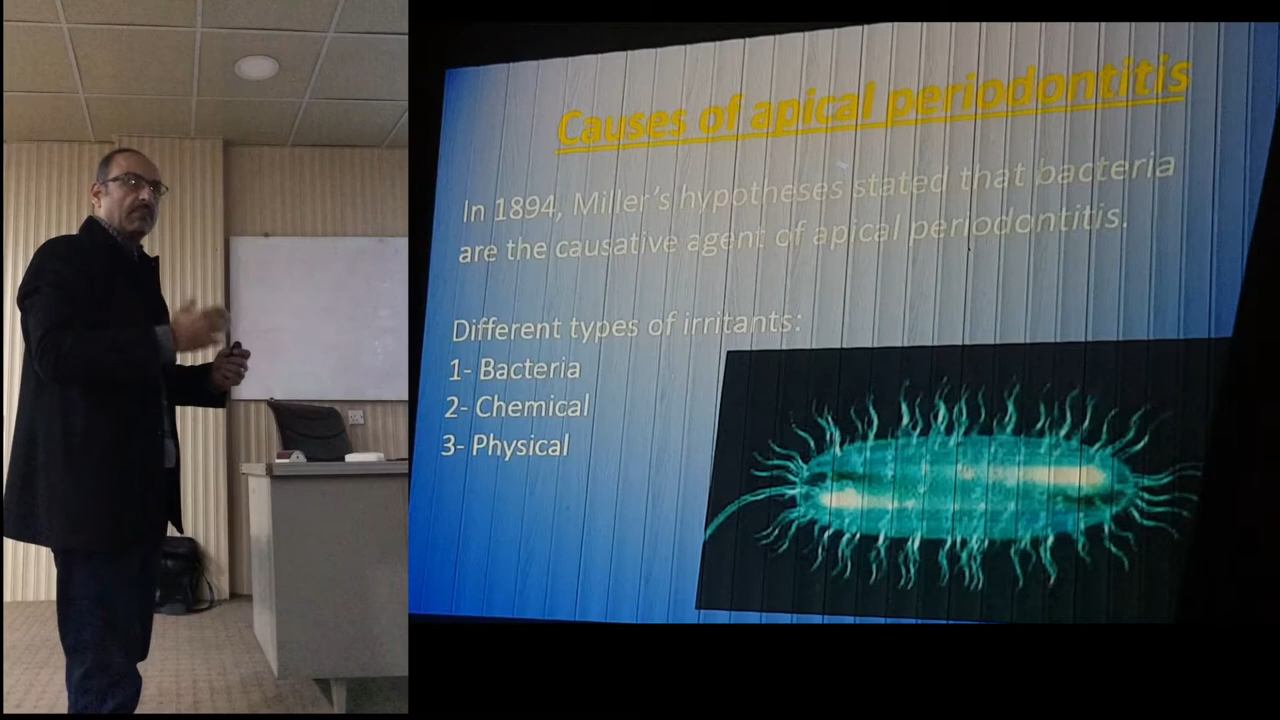 Causes of apical periodontitis
In 1894, Miller's hypotheses stated that bacteria
are the causative agent of apical periodontitis.
Different types of irritants:
1- Bacteria
2- Chemical
3- Physical